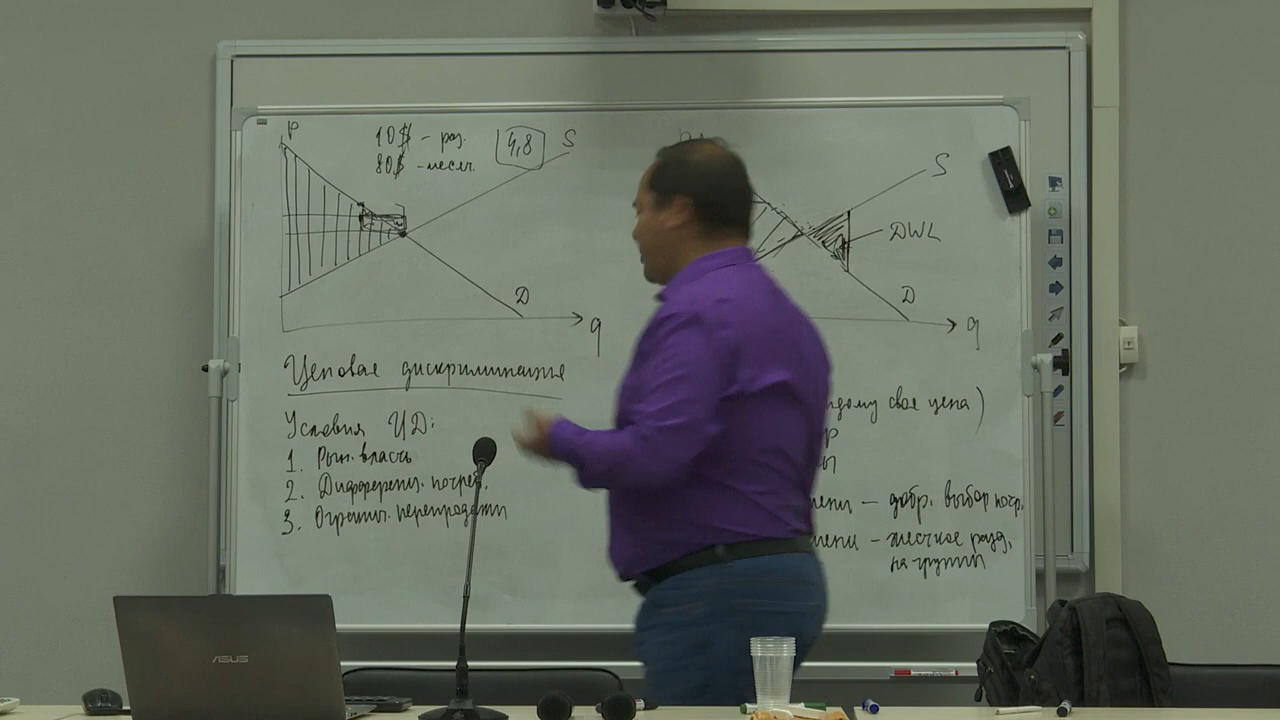 P
10$ - раз.
80$ - месяч.
4,8
S
D
q
Ценовая дискриминация
Условия ЦД:
1. Рын. власть
2. Дифференц. потреб.
3. Огранич. перепродажи
S
DWL
D
q
своя цена)
— добр. выбор потр.
— жесткое разд.
на группы
ASUS